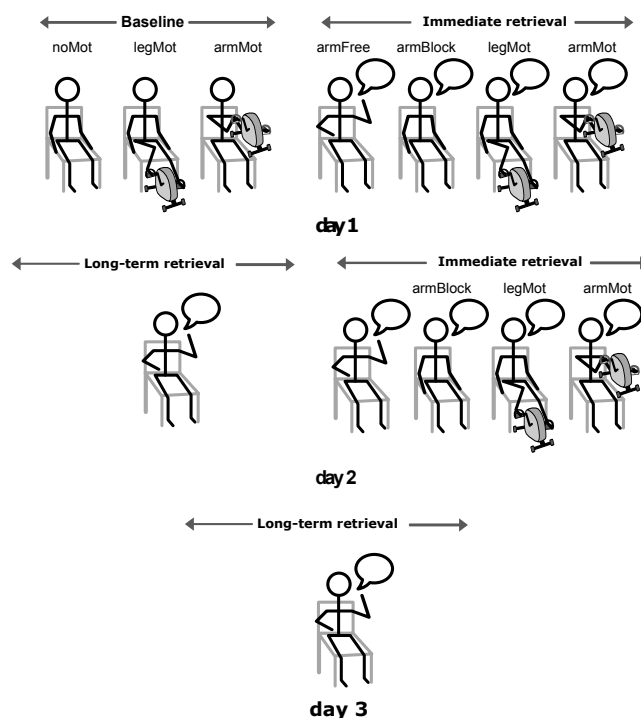 Baseline
Immediate retrieval
noMot legMot armMot
armFree armBlock legMot armMot
day 1
Long-term retrieval
Immediate retrieval
armBlock legMot armMot
day 2
Long-term retrieval
day 3